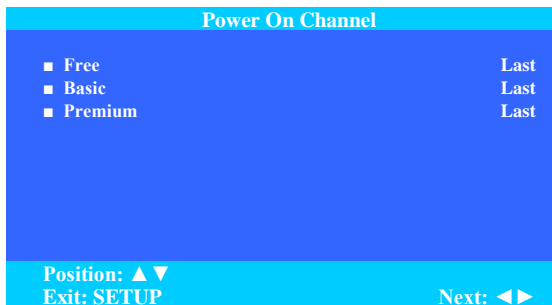 Power On Channel
■ Free Last
■ Basic Last
■ Premium Last
Position: ▲▼
Exit: SETUP Next: ◄►